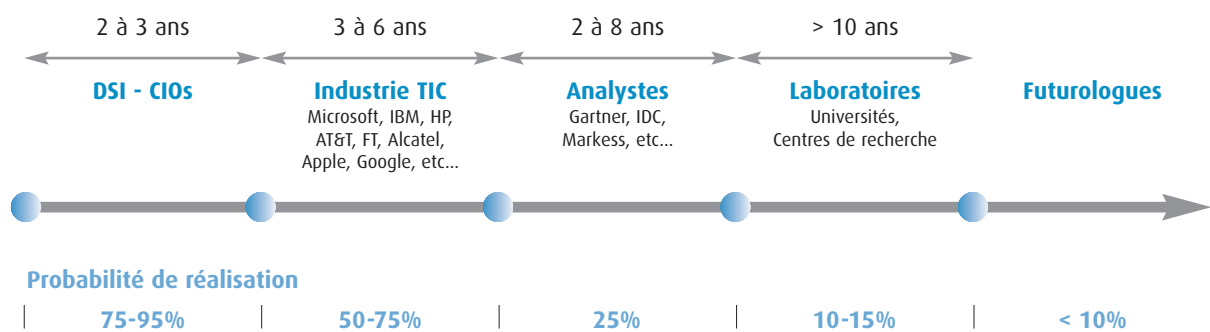 2 à 3 ans
3 à 6 ans
2 à 8 ans
> 10 ans
DSI - CIOs
Industrie TIC
Microsoft, IBM, HP,
AT&T, FT, Alcatel,
Apple, Google, etc...
Analystes
Gartner, IDC,
Markess, etc...
Laboratoires
Universités,
Centres de recherche
Futurologues
Probabilité de réalisation
75-95%
50-75%
25%
10-15%
< 10%